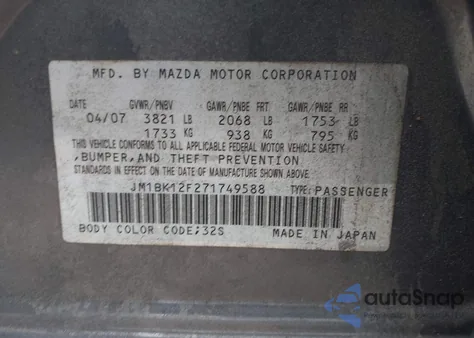 MFD. BY MAZDA MOTOR CORPORATION
DATE GVWR/PNBV GAWR/PNBE FRT GAWR/PNBE RR
04/07 3821 LB 2068 LB 1753 LB
1733 KG 938 KG 795 KG
THIS VEHICLE CONFORMS TO ALL APPLICABLE FEDERAL MOTOR VEHICLE SAFETY
,BUMPER,AND THEFT PREVENTION
STANDARDS IN EFFECT ON THE DATE OF MANUFACTURE SHOWN ABOVE.
JM1BK12F271749588 TYPE:PASSENGER
BODY COLOR CODE;32S MADE IN JAPAN
autoSnap